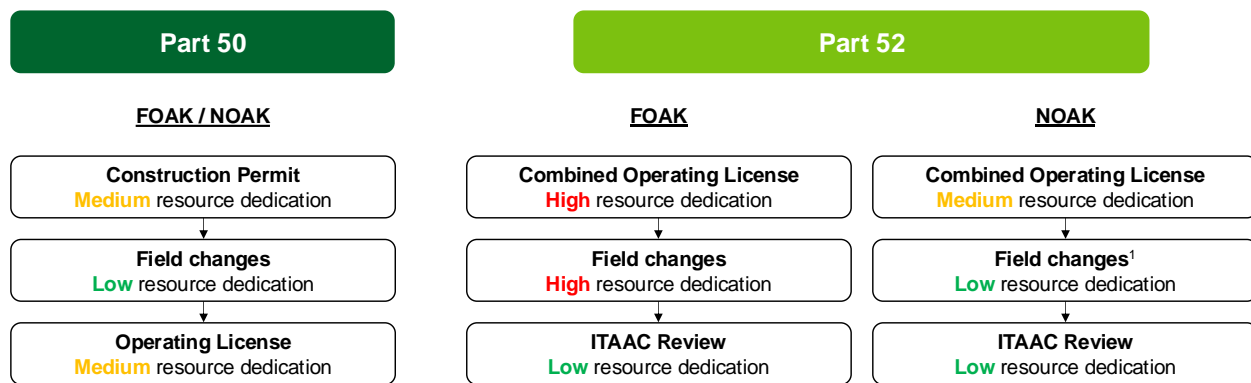 Part 50
Part 52
FOAK / NOAK
FOAK
NOAK
Construction Permit
Medium resource dedication
Combined Operating License
High resource dedication
Combined Operating License
Medium resource dedication
Field changes
Low resource dedication
Field changes
High resource dedication
Field changes¹
Low resource dedication
Operating License
Medium resource dedication
ITAAC Review
Low resource dedication
ITAAC Review
Low resource dedication